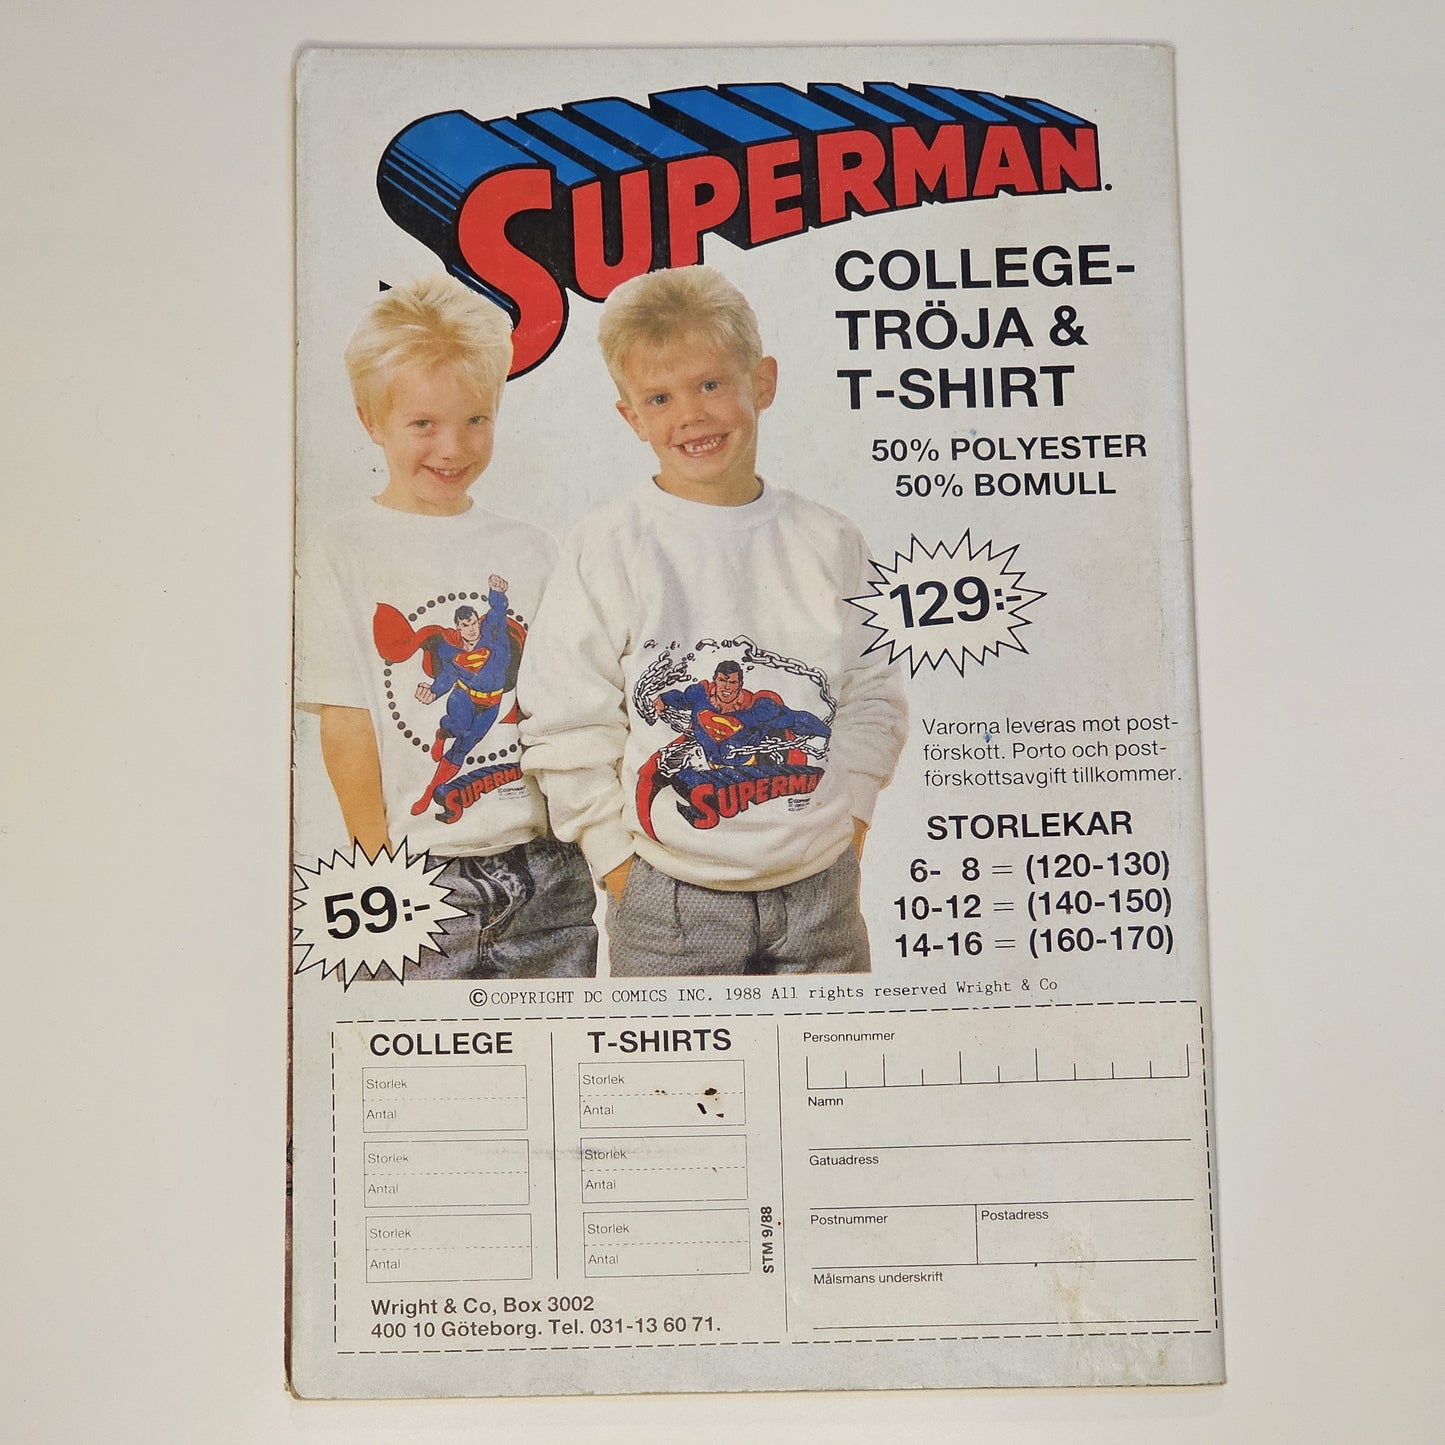 SUPERMAN.
COLLEGE-
TRÖJA &
T-SHIRT
50% POLYESTER
50% BOMULL
129:-
SUPERMA
SUPERMA
59:-
Varorna leveras mot post-
förskott. Porto och post-
förskottsavgift tillkommer.
STORLEKAR
6- 8 = (120-130)
10-12 = (140-150)
14-16 = (160-170)
©COPYRIGHT DC COMICS INC. 1988 All rights reserved Wright & Co
COLLEGE
Storlek
Antal
Storlek
Antal
Storlek
Antal
T-SHIRTS
Storlek
Antal
Storlek
Antal
Storlek
Antal
STM 9/88
Wright & Co, Box 3002
400 10 Göteborg. Tel. 031-13 60 71.
Personnummer
Namn
Gatuadress
Postnummer
Postadress
Målsmans underskrift